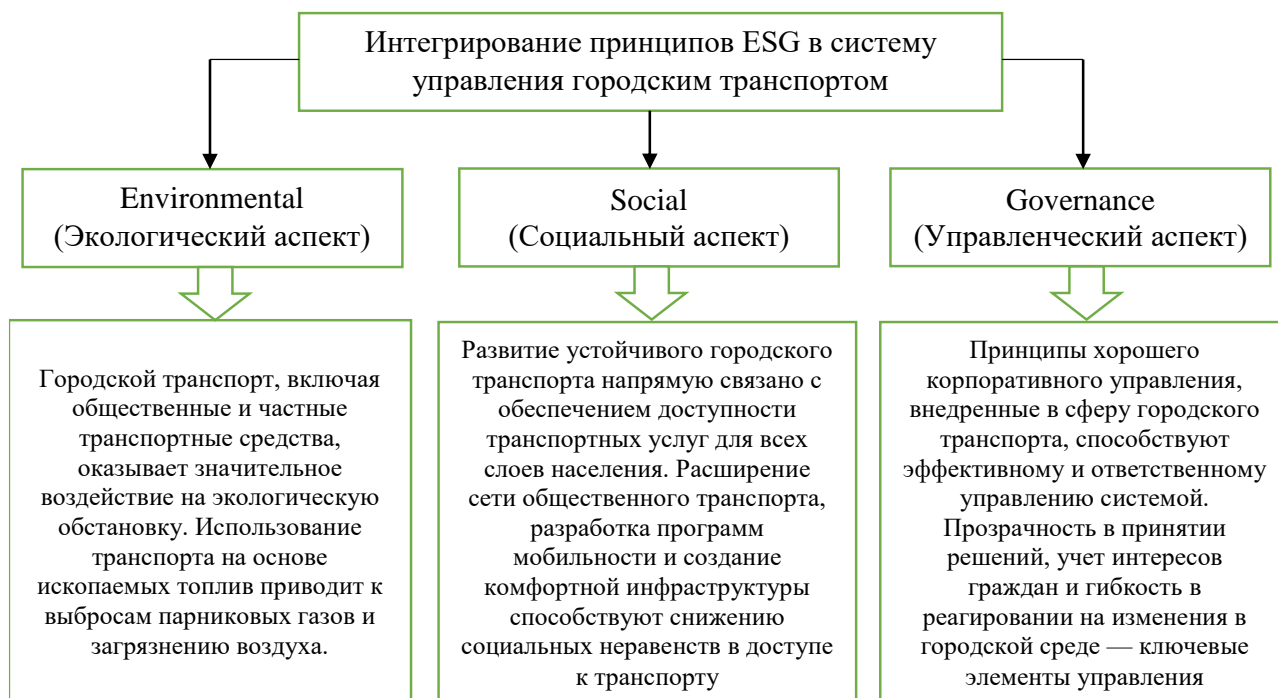 Интегрирование принципов ESG в систему
управления городским транспортом
Environmental
(Экологический аспект)
Social
(Социальный аспект)
Governance
(Управленческий аспект)
Городской транспорт, включая
общественные и частные
транспортные средства,
оказывает значительное
воздействие на экологическую
обстановку. Использование
транспорта на основе
ископаемых топлив приводит к
выбросам парниковых газов и
загрязнению воздуха.
Развитие устойчивого городского
транспорта напрямую связано с
обеспечением доступности
транспортных услуг для всех
слоев населения. Расширение
сети общественного транспорта,
разработка программ
мобильности и создание
комфортной инфраструктуры
способствуют снижению
социальных неравенств в доступе
к транспорту
Принципы хорошего
корпоративного управления,
внедренные в сферу городского
транспорта, способствуют
эффективному и ответственному
управлению системой.
Прозрачность в принятии
решений, учет интересов
граждан и гибкость в
реагировании на изменения в
городской среде — ключевые
элементы управления